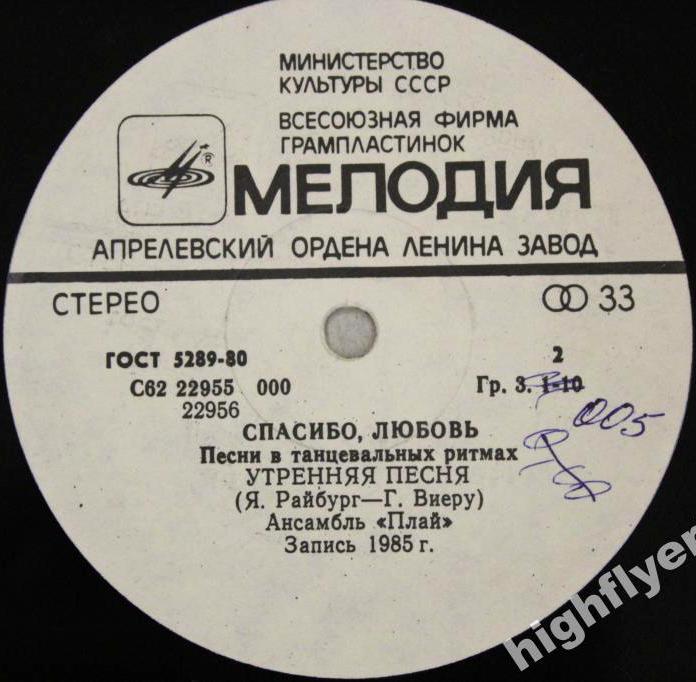 МИНИСТЕРСТВО
КУЛЬТУРЫ СССР
ВСЕСОЮЗНАЯ ФИРМА
ГРАМПЛАСТИНОК
R
МЕЛОДИЯ
АПРЕЛЕВСКИЙ ОРДЕНА ЛЕНИНА ЗАВОД
СТЕРЕО 33
ГОСТ 5289-80 2
С62 22955 000 Гр. 3. 1-10
22956 005
СПАСИБО, ЛЮБОВЬ
Песни в танцевальных ритмах
УТРЕННЯЯ ПЕСНЯ
(Я. Райбург—Г. Виеру)
Ансамбль «Плай»
Запись 1985 г.
highflyer